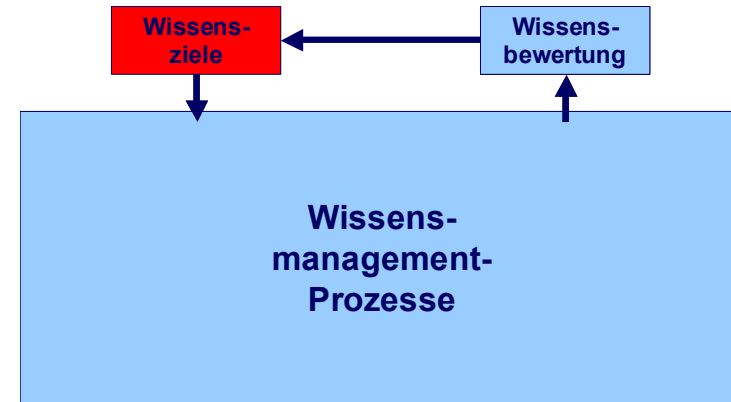 Wissens-
ziele
Wissens-
bewertung
Wissens-
management-
Prozesse